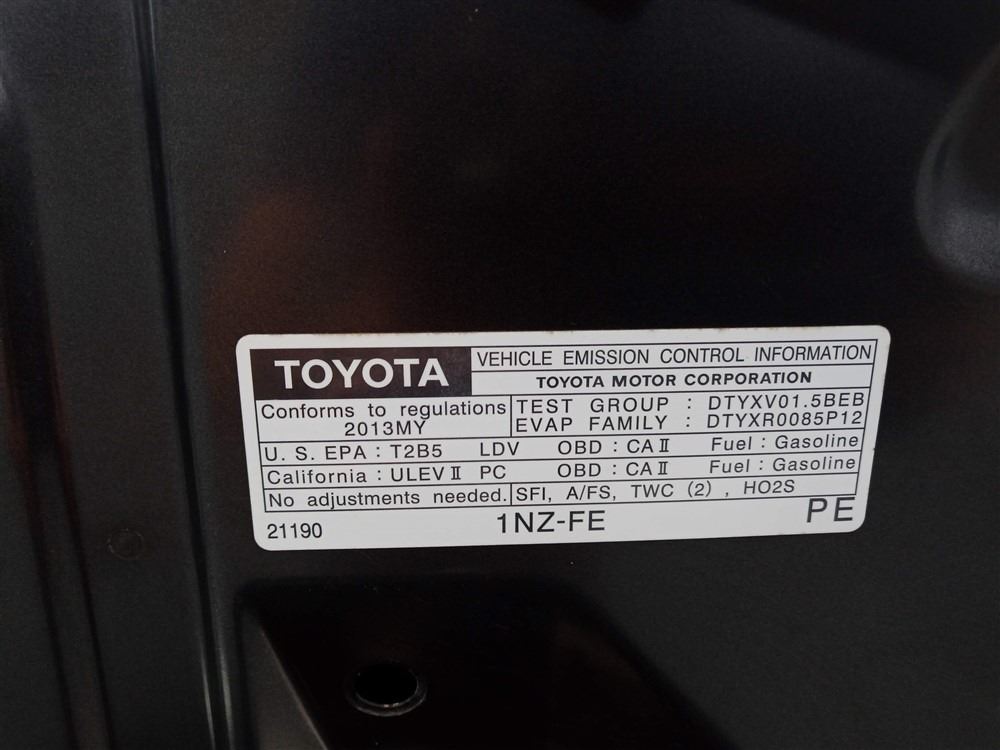 TOYOTA
VEHICLE EMISSION CONTROL INFORMATION
TOYOTA MOTOR CORPORATION
Conforms to regulations
2013MY
TEST GROUP : DTYXV01.5BEB
EVAP FAMILY : DTYXR0085P12
U. S. EPA : T2B5 LDV OBD : CA II Fuel : Gasoline
California : ULEV II PC OBD : CA II Fuel : Gasoline
No adjustments needed. SFI, A/FS, TWC (2) , HO2S
21190 1NZ-FE PE